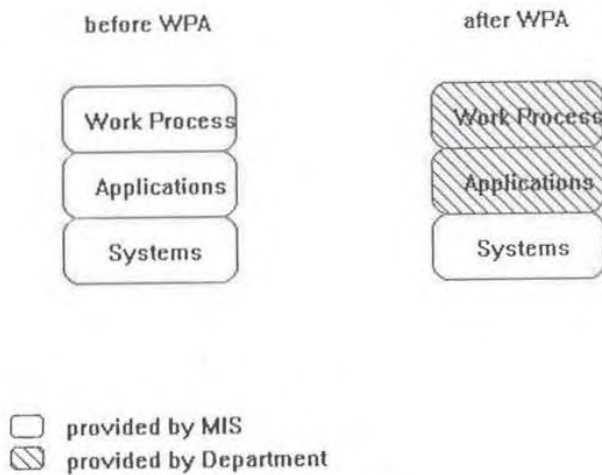 before WPA
after WPA
Work Process
Work Process
Applications
Applications
Systems
Systems
provided by MIS
provided by Department